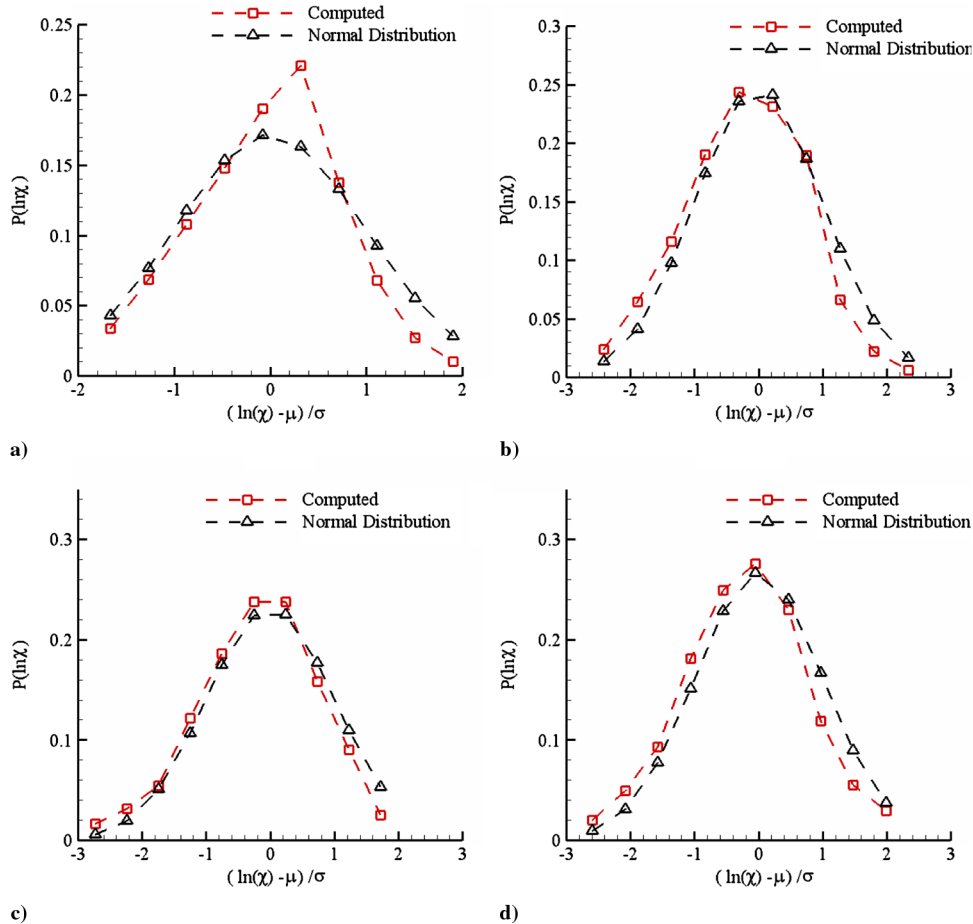 Computed
Normal Distribution
0.25
0.2
0.15
0.1
0.05
0
P(lnχ)
-2
-1
0
1
2
( ln(χ) -μ ) /σ
a)
Computed
Normal Distribution
0.3
0.25
0.2
0.15
0.1
0.05
0
P(lnχ)
-3
-2
-1
0
1
2
3
( ln(χ) -μ ) /σ
b)
Computed
Normal Distribution
0.3
0.2
0.1
0
P(lnχ)
-3
-2
-1
0
1
2
3
( ln(χ) -μ ) /σ
c)
Computed
Normal Distribution
0.3
0.2
0.1
0
P(lnχ)
-3
-2
-1
0
1
2
3
( ln(χ) -μ ) /σ
d)